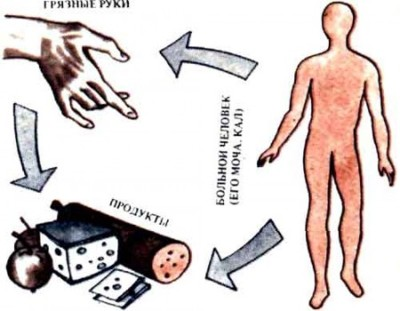 ГРЯЗНЫЕ РУКИ
БОЛЬНОЙ ЧЕЛОВЕК
(ЕГО МОЧА, КАЛ)
ПРОДУКТЫ